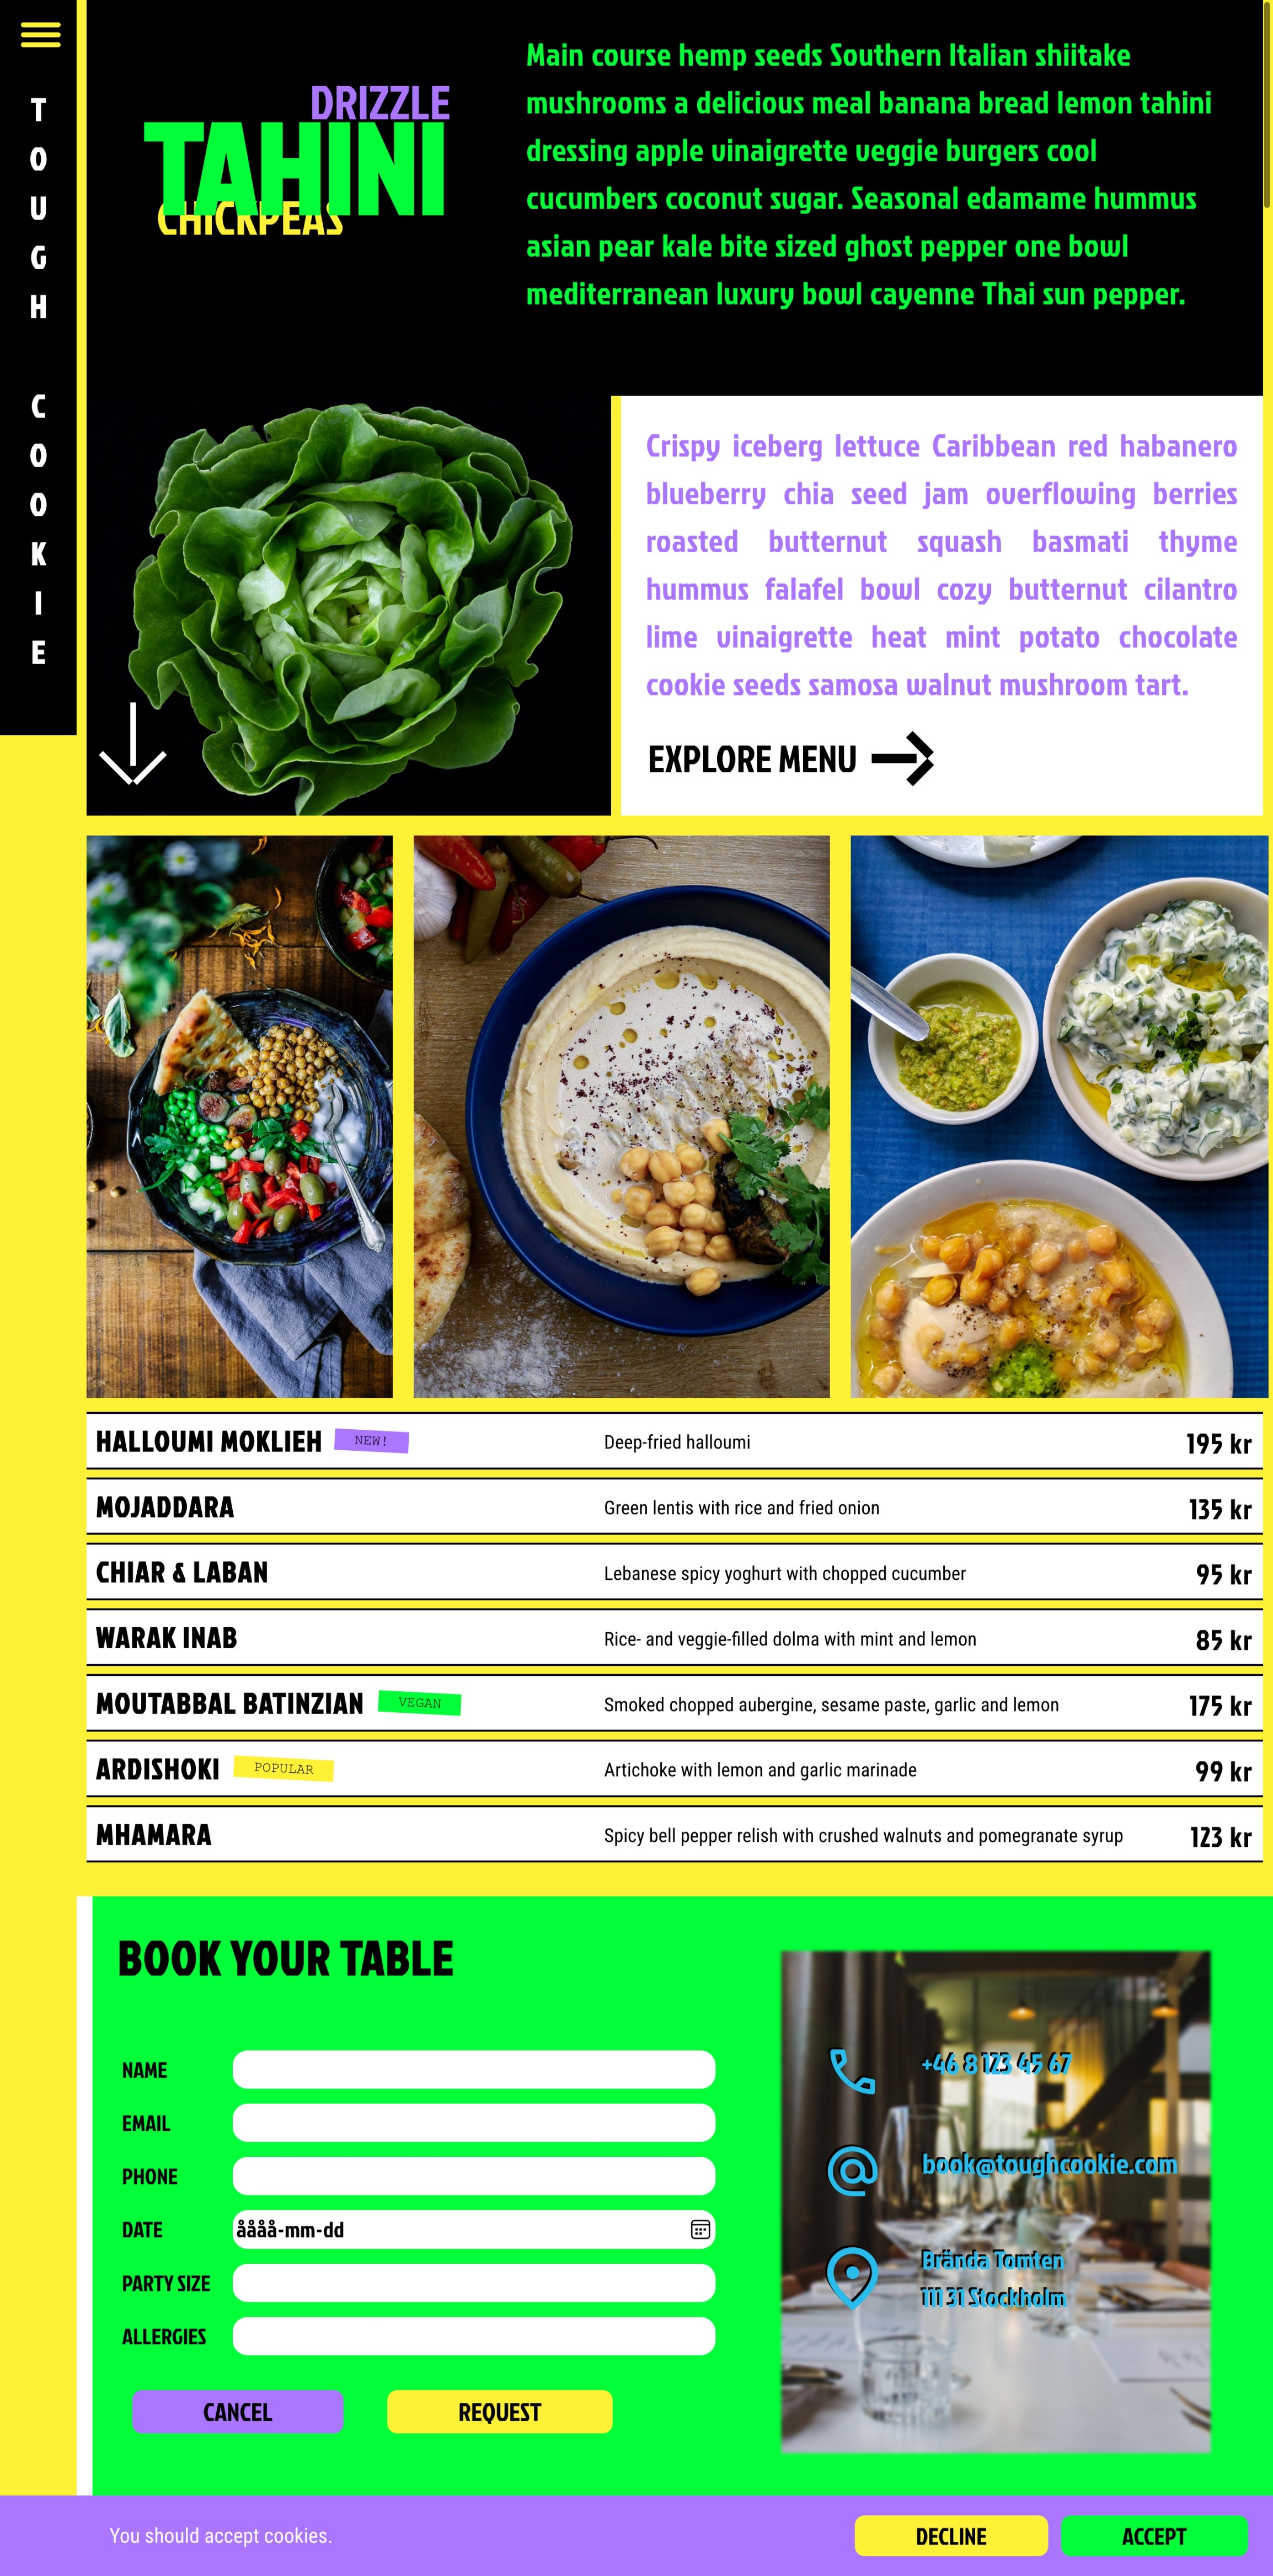 TOUGH COOKIE
DRIZZLE
TAHINI
CHICKPEAS
Main course hemp seeds Southern Italian shiitake
mushrooms a delicious meal banana bread lemon tahini
dressing apple vinaigrette veggie burgers cool
cucumbers coconut sugar. Seasonal edamame hummus
asian pear kale bite sized ghost pepper one bowl
mediterranean luxury bowl cayenne Thai sun pepper.
Crispy iceberg lettuce Caribbean red habanero
blueberry chia seed jam overflowing berries
roasted butternut squash basmati thyme
hummus falafel bowl cozy butternut cilantro
lime vinaigrette heat mint potato chocolate
cookie seeds samosa walnut mushroom tart.
EXPLORE MENU
HALLOUMI MOKLIEH NEW! Deep-fried halloumi 195 kr
MOJADDARA Green lentis with rice and fried onion 135 kr
CHIAR & LABAN Lebanese spicy yoghurt with chopped cucumber 95 kr
WARAK INAB Rice- and veggie-filled dolma with mint and lemon 85 kr
MOUTABBAL BATINZIAN VEGAN Smoked chopped aubergine, sesame paste, garlic and lemon 175 kr
ARDISHOKI POPULAR Artichoke with lemon and garlic marinade 99 kr
MHAMARA Spicy bell pepper relish with crushed walnuts and pomegranate syrup 123 kr
BOOK YOUR TABLE
NAME
EMAIL
PHONE
DATE åååå-mm-dd
PARTY SIZE
ALLERGIES
CANCEL REQUEST
+46 8 123 45 67
book@toughcookie.com
Brända Tomten
111 31 Stockholm
You should accept cookies. DECLINE ACCEPT